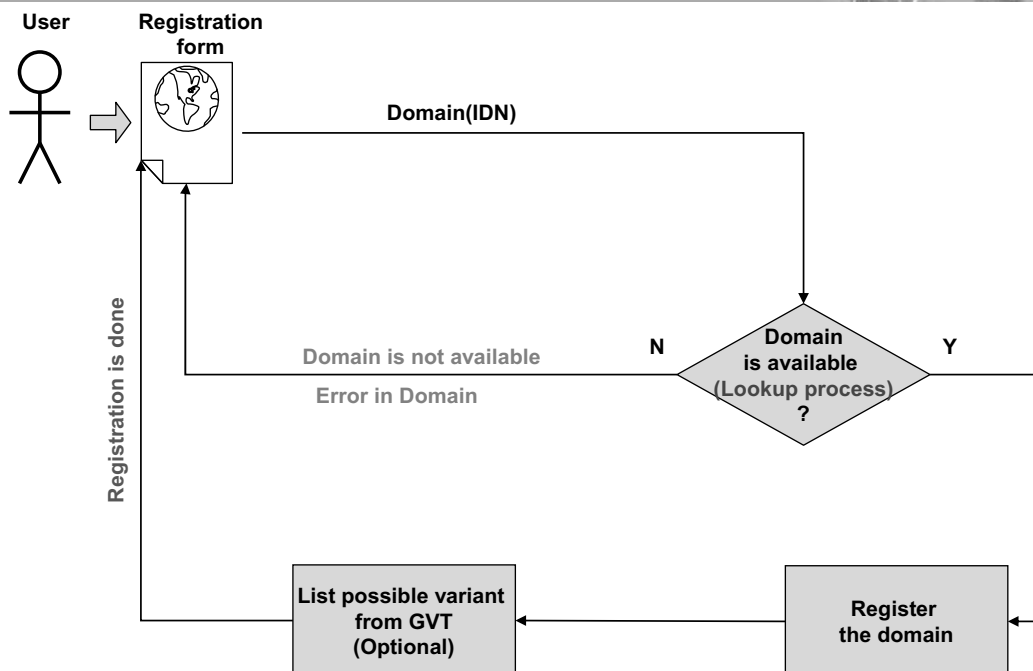 User
Registration
form
Domain(IDN)
Domain
is available
(Lookup process)
?
N
Y
Domain is not available
Error in Domain
Registration is done
List possible variant
from GVT
(Optional)
Register
the domain